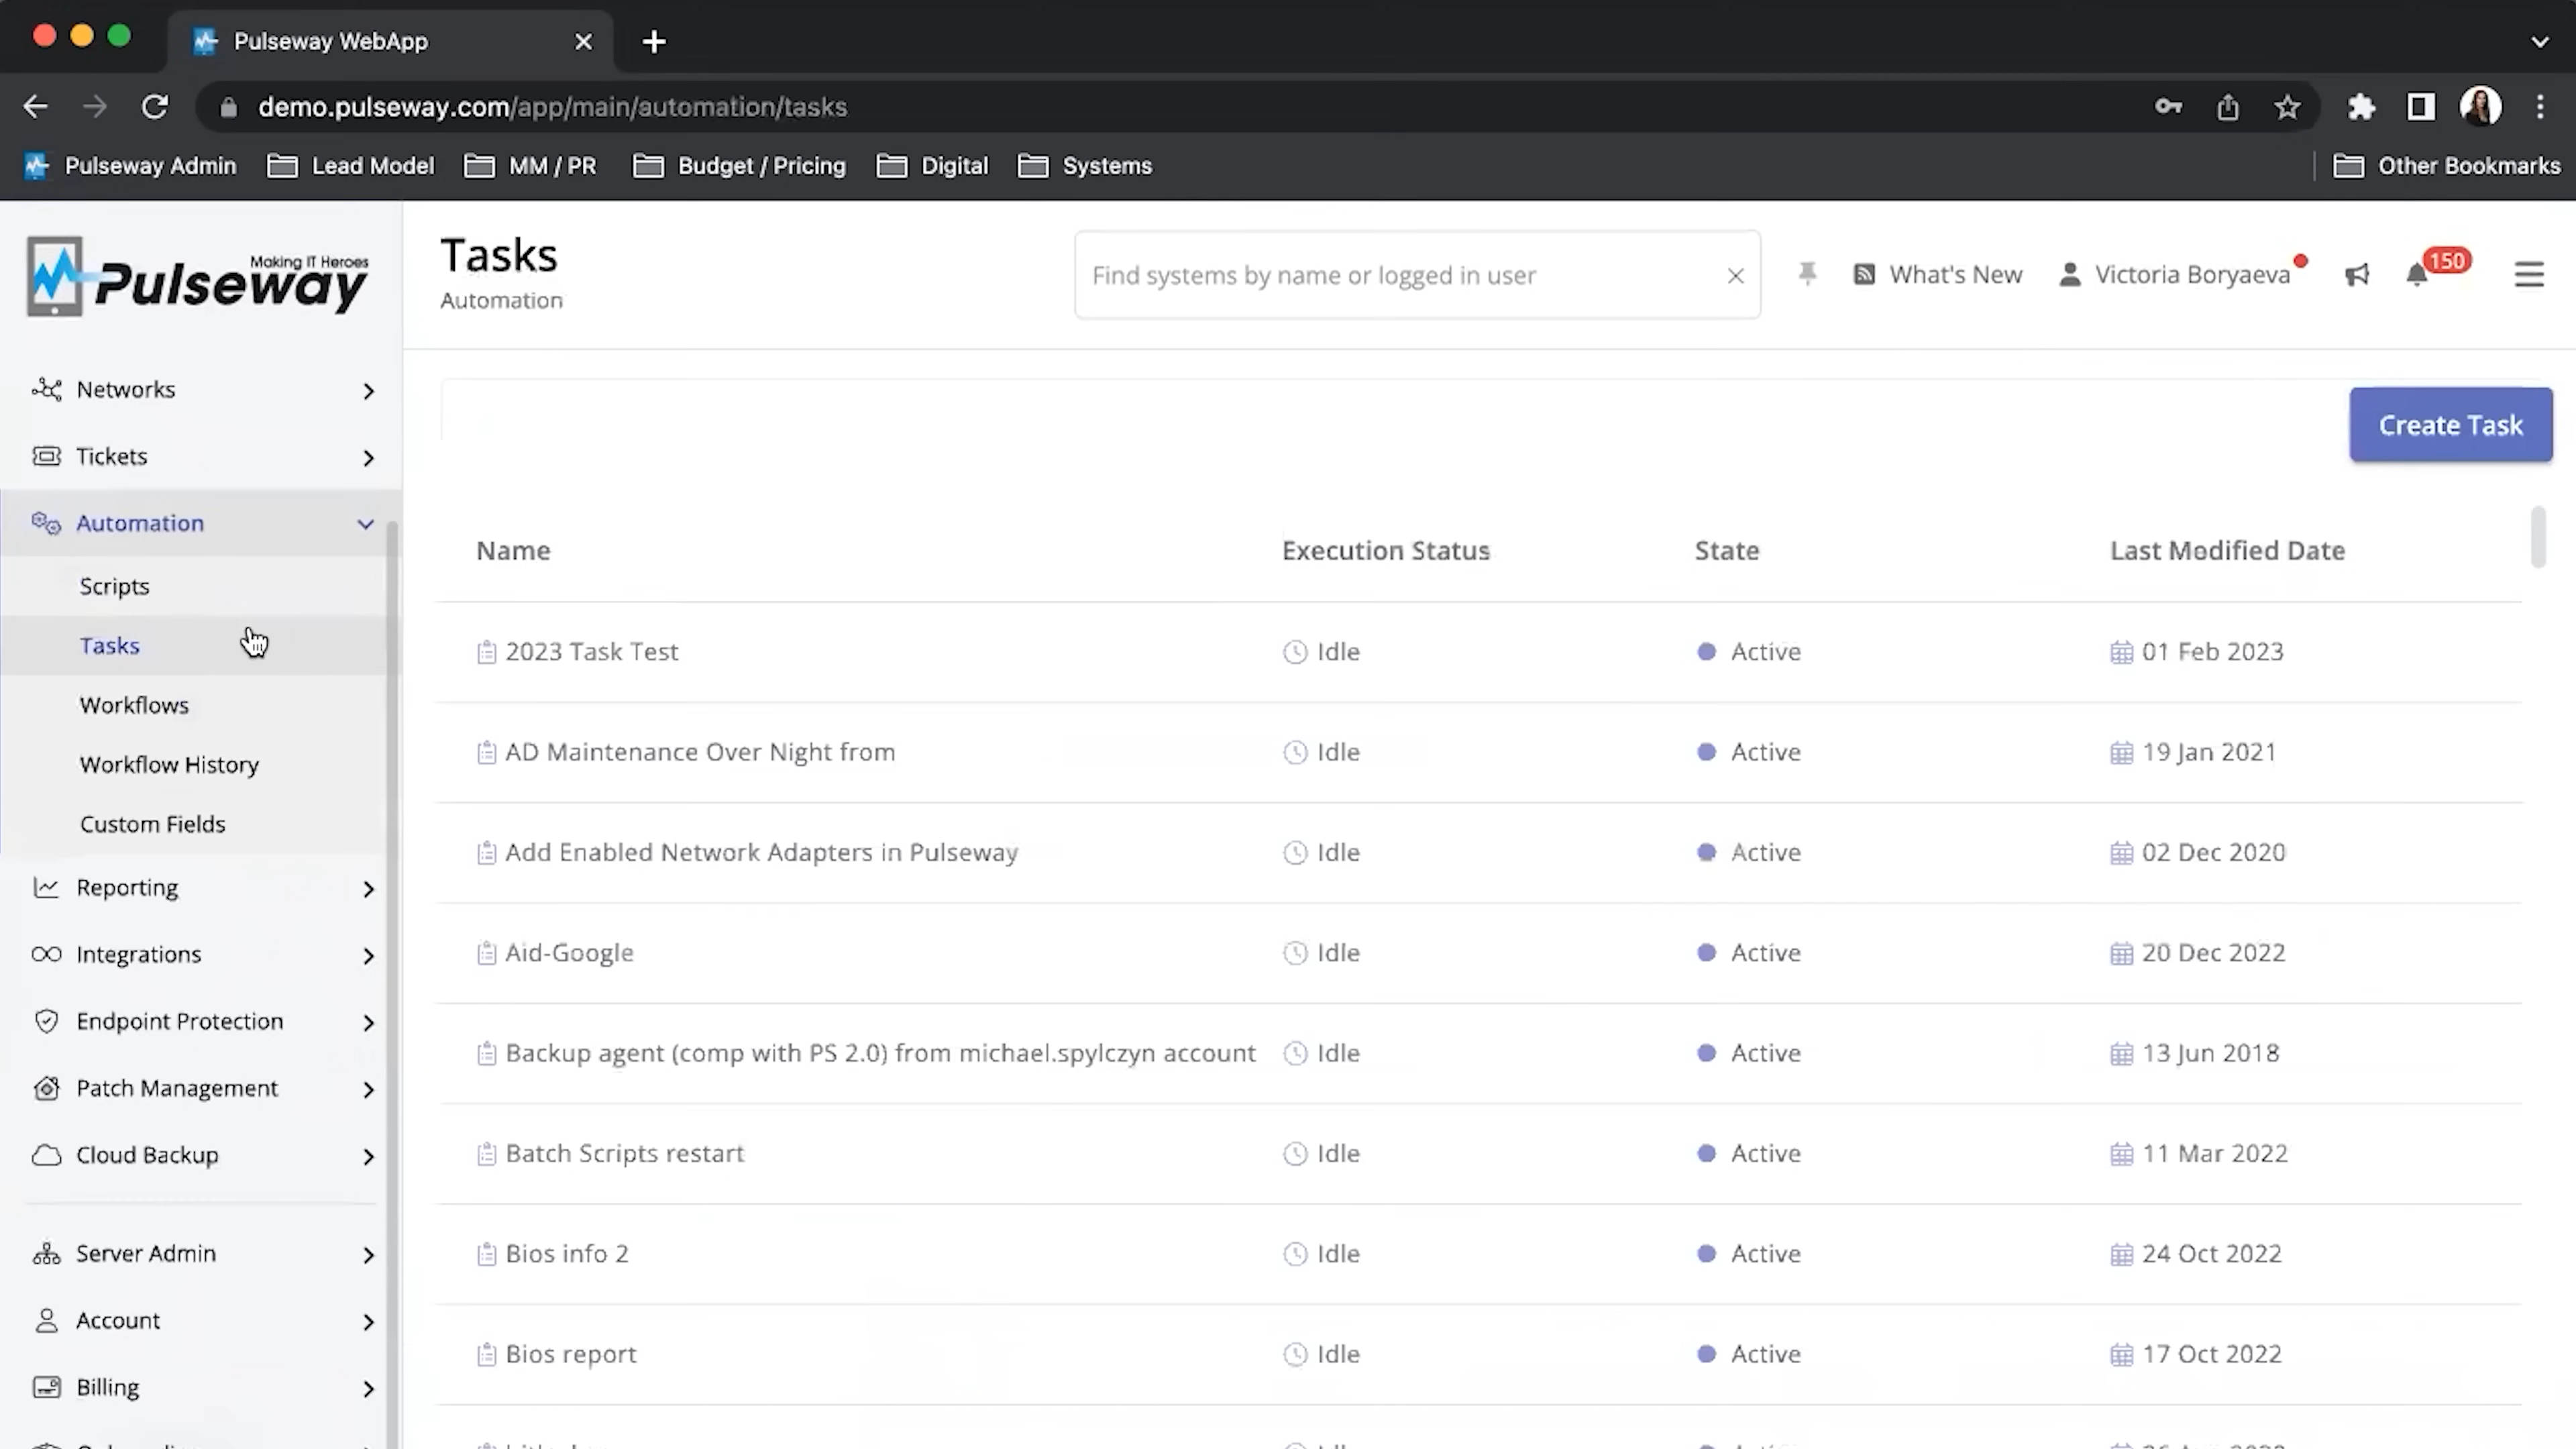 Pulseway WebApp
demo.pulseway.com/app/main/automation/tasks
Pulseway Admin
Lead Model
MM / PR
Budget / Pricing
Digital
Systems
Other Bookmarks
Making IT Heroes
Pulseway
Tasks
Automation
Find systems by name or logged in user
What's New
Victoria Boryaeva
150
Networks
Tickets
Automation
Scripts
Tasks
Workflows
Workflow History
Custom Fields
Reporting
Integrations
Endpoint Protection
Patch Management
Cloud Backup
Server Admin
Account
Billing
Create Task
Name Execution Status State Last Modified Date
2023 Task Test Idle Active 01 Feb 2023
AD Maintenance Over Night from Idle Active 19 Jan 2021
Add Enabled Network Adapters in Pulseway Idle Active 02 Dec 2020
Aid-Google Idle Active 20 Dec 2022
Backup agent (comp with PS 2.0) from michael.spylczyn account Idle Active 13 Jun 2018
Batch Scripts restart Idle Active 11 Mar 2022
Bios info 2 Idle Active 24 Oct 2022
Bios report Idle Active 17 Oct 2022